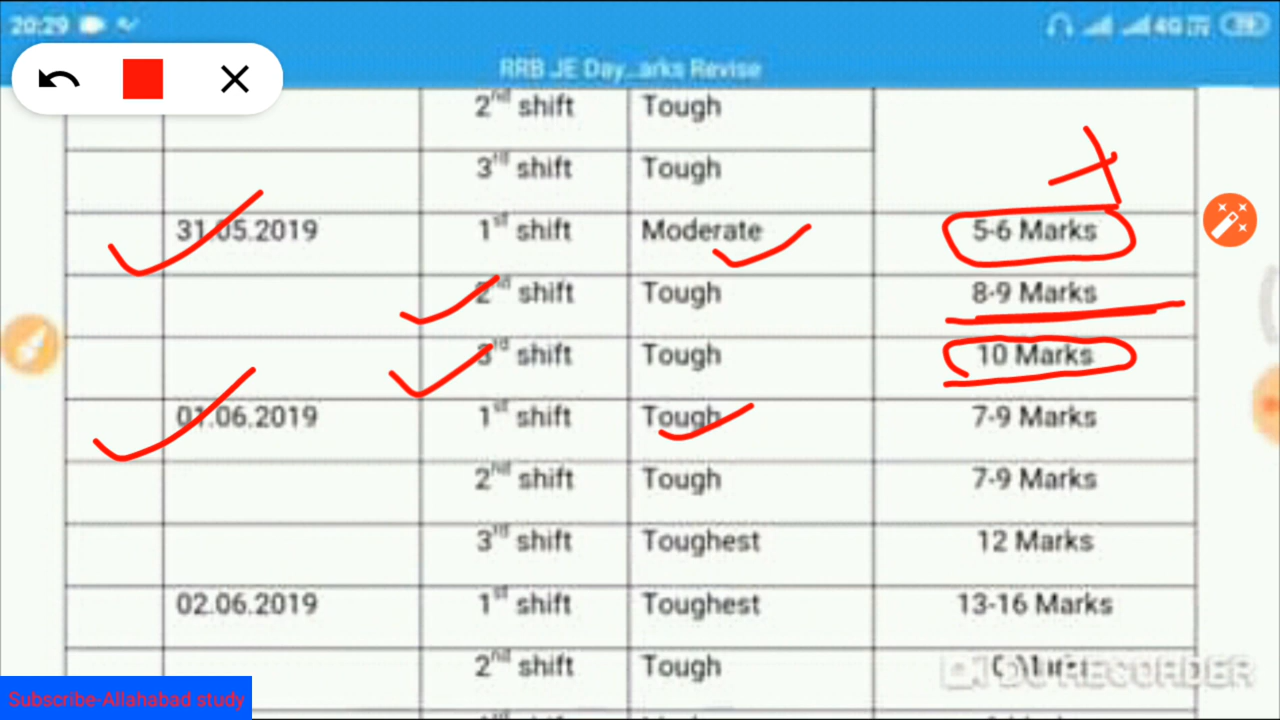 20:29
4G
RRB JE Day...arks Revise
2nd shift Tough
3rd shift Tough
31.05.2019 1st shift Moderate 5-6 Marks
2nd shift Tough 8-9 Marks
3rd shift Tough 10 Marks
01.06.2019 1st shift Tough 7-9 Marks
2nd shift Tough 7-9 Marks
3rd shift Toughest 12 Marks
02.06.2019 1st shift Toughest 13-16 Marks
2nd shift Tough
RECORDER
Subscribe-Allahabad study